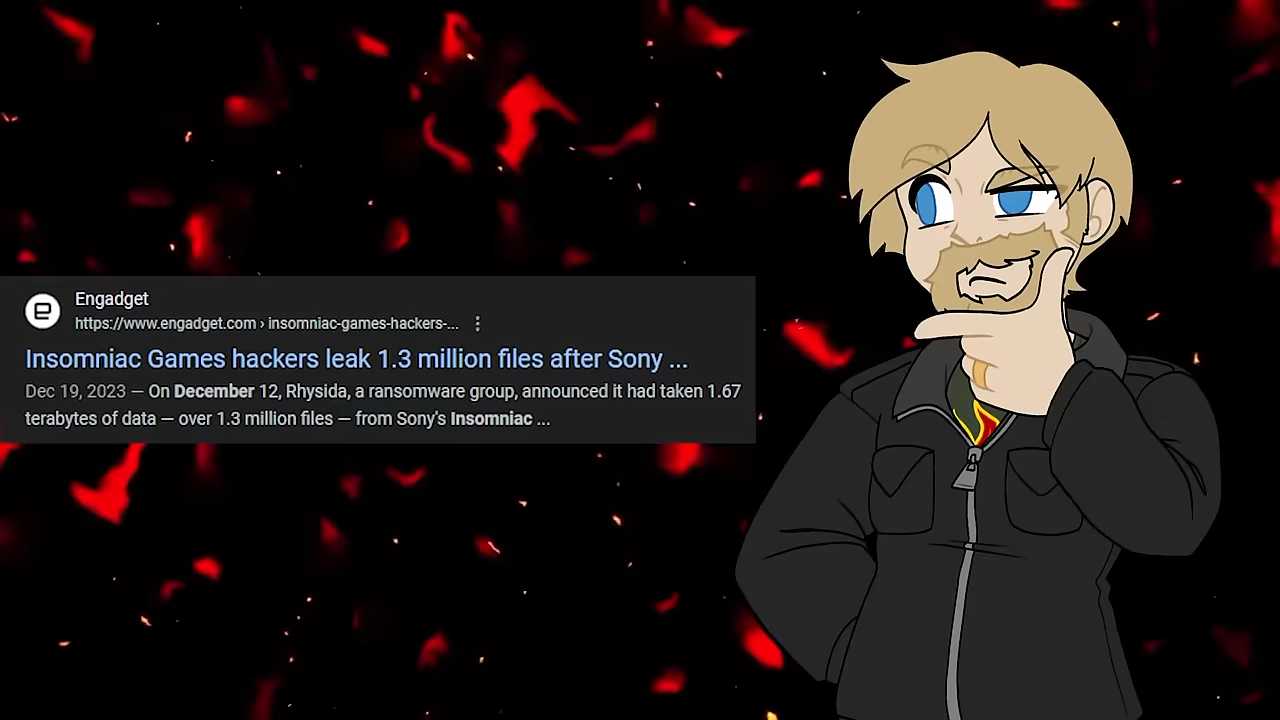 Engadget
https://www.engadget.com › insomniac-games-hackers-...
Insomniac Games hackers leak 1.3 million files after Sony ...
Dec 19, 2023 — On December 12, Rhysida, a ransomware group, announced it had taken 1.67
terabytes of data — over 1.3 million files — from Sony's Insomniac ...